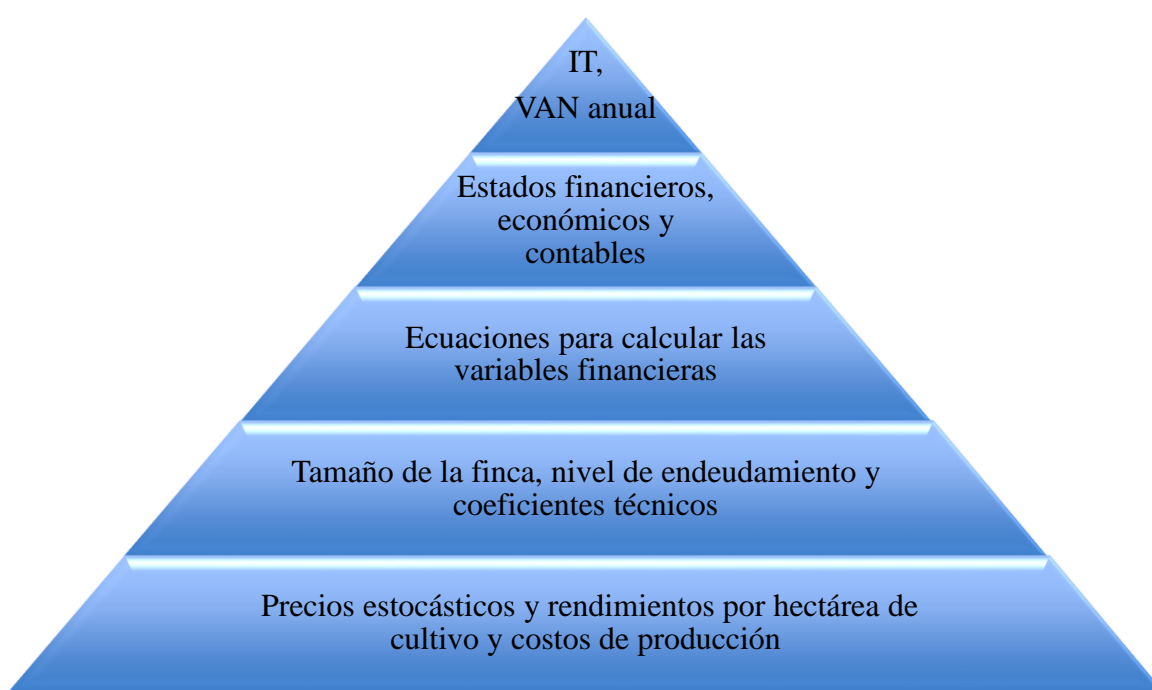 IT,
VAN anual
Estados financieros,
económicos y
contables
Ecuaciones para calcular las
variables financieras
Tamaño de la finca, nivel de endeudamiento y
coeficientes técnicos
Precios estocásticos y rendimientos por hectárea de
cultivo y costos de producción